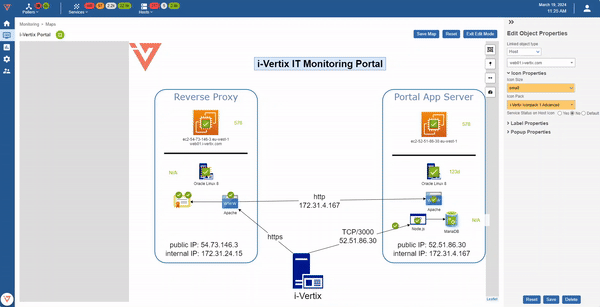 March 19, 2024
11:25 AM
Pollers
Services
Hosts
Monitoring > Maps
i-Vertix Portal
Save Map
Reset
Exit Edit Mode
Edit Object Properties
Linked object type
Host
web01.i-vertix.com
Icon Properties
Icon Size
small
Icon Pack
i-Vertix Iconpack 1 Advanced
Service Status on Host Icon
Yes
No
Default
Label Properties
Popup Properties
Reset
Save
Delete
i-Vertix IT Monitoring Portal
Reverse Proxy
ec2-54-73-146-3.eu-west-1
web01.i-vertix.com
N/A
Oracle Linux 8
Apache
public IP: 54.73.146.3
internal IP: 172.31.24.15
http
172.31.4.167
https
TCP/3000
52.51.86.30
i-Vertix
Portal App Server
ec2-52-51-86-30.eu-west-1
Oracle Linux 8
Apache
Node.js
MariaDB
N/A
public IP: 52.51.86.30
internal IP: 172.31.4.167
Leaflet